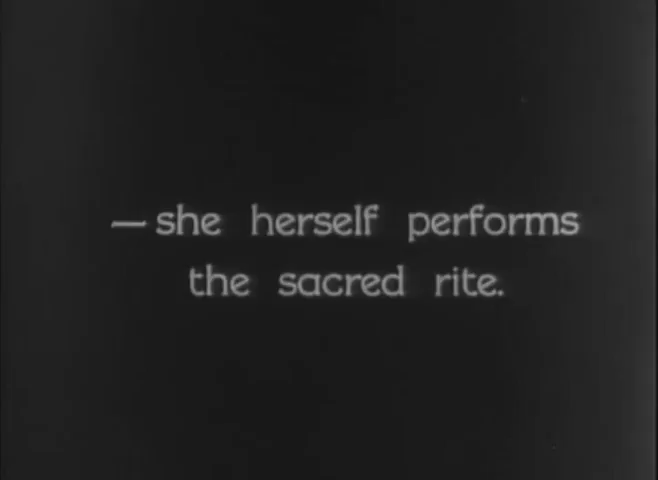 —she herself performs
the sacred rite.